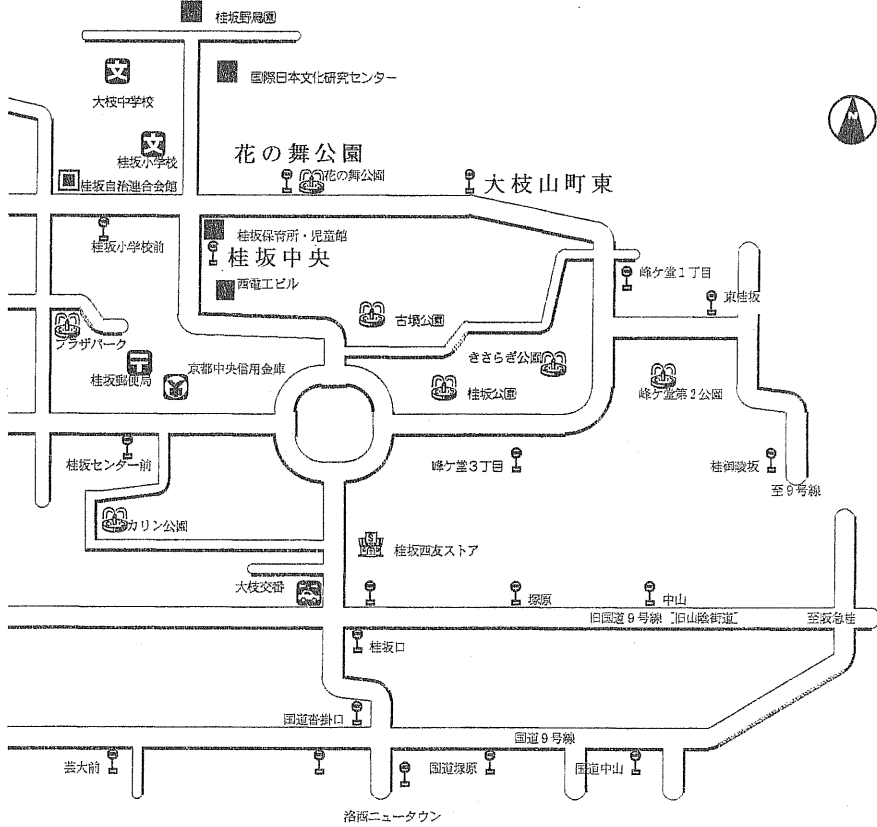 桂坂野鳥園
文
国際日本文化研究センター
大枝中学校
文
桂坂小学校
N
花の舞公園
花の舞公園
大枝山町東
桂坂自治連合会館
桂坂小学校前
桂坂保育所・児童館
桂坂中央
西電工ビル
峰ケ堂1丁目
東桂坂
古墳公園
プラザパーク
きさらぎ公園
桂坂郵便局
京都中央信用金庫
桂坂公園
峰ケ堂第2公園
桂坂センター前
峰ケ堂3丁目
桂御陵坂
至9号線
カリン公園
桂坂西友ストア
大枝交番
塚原
中山
旧国道9号線 [旧山陰街道]
至阪急桂
桂坂口
国道沓掛口
国道9号線
芸大前
国道塚原
国道中山
洛西ニュータウン